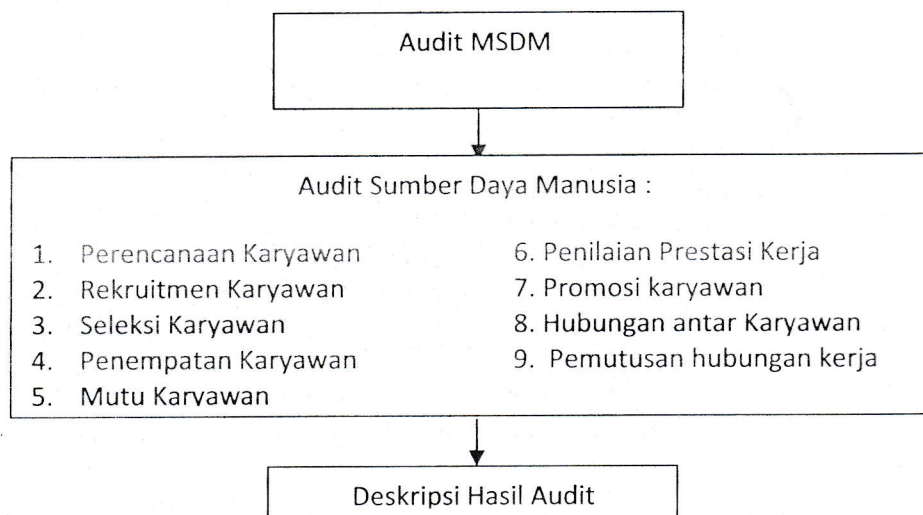 Audit MSDM
Audit Sumber Daya Manusia :
1. Perencanaan Karyawan
2. Rekruitmen Karyawan
3. Seleksi Karyawan
4. Penempatan Karyawan
5. Mutu Karyawan
6. Penilaian Prestasi Kerja
7. Promosi karyawan
8. Hubungan antar Karyawan
9. Pemutusan hubungan kerja
Deskripsi Hasil Audit